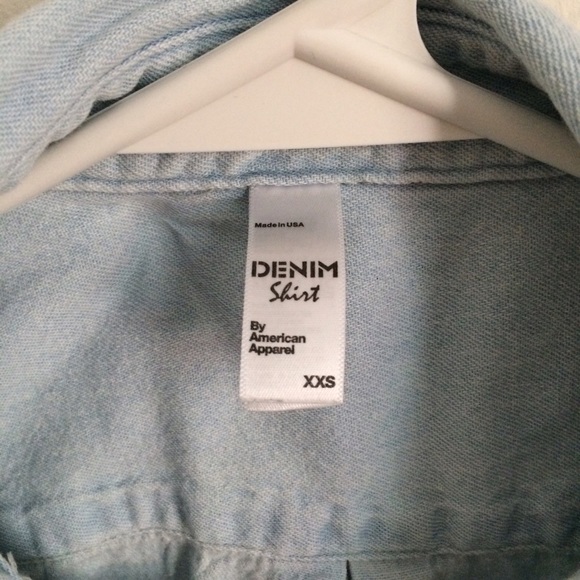 Made in USA
DENIM
Shirt
By
American
Apparel
XXS